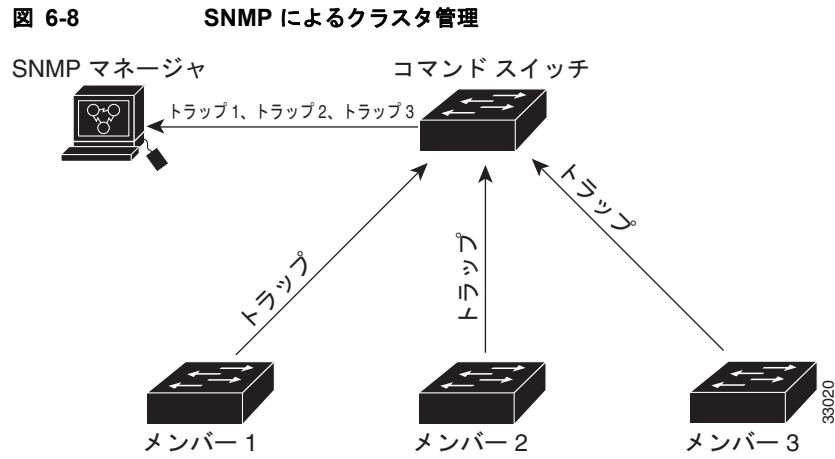 図 6-8 SNMP によるクラスタ管理
SNMP マネージャ
コマンド スイッチ
トラップ 1、トラップ 2、トラップ 3
トラップ
トラップ
トラップ
メンバー 1
メンバー 2
メンバー 3
33020